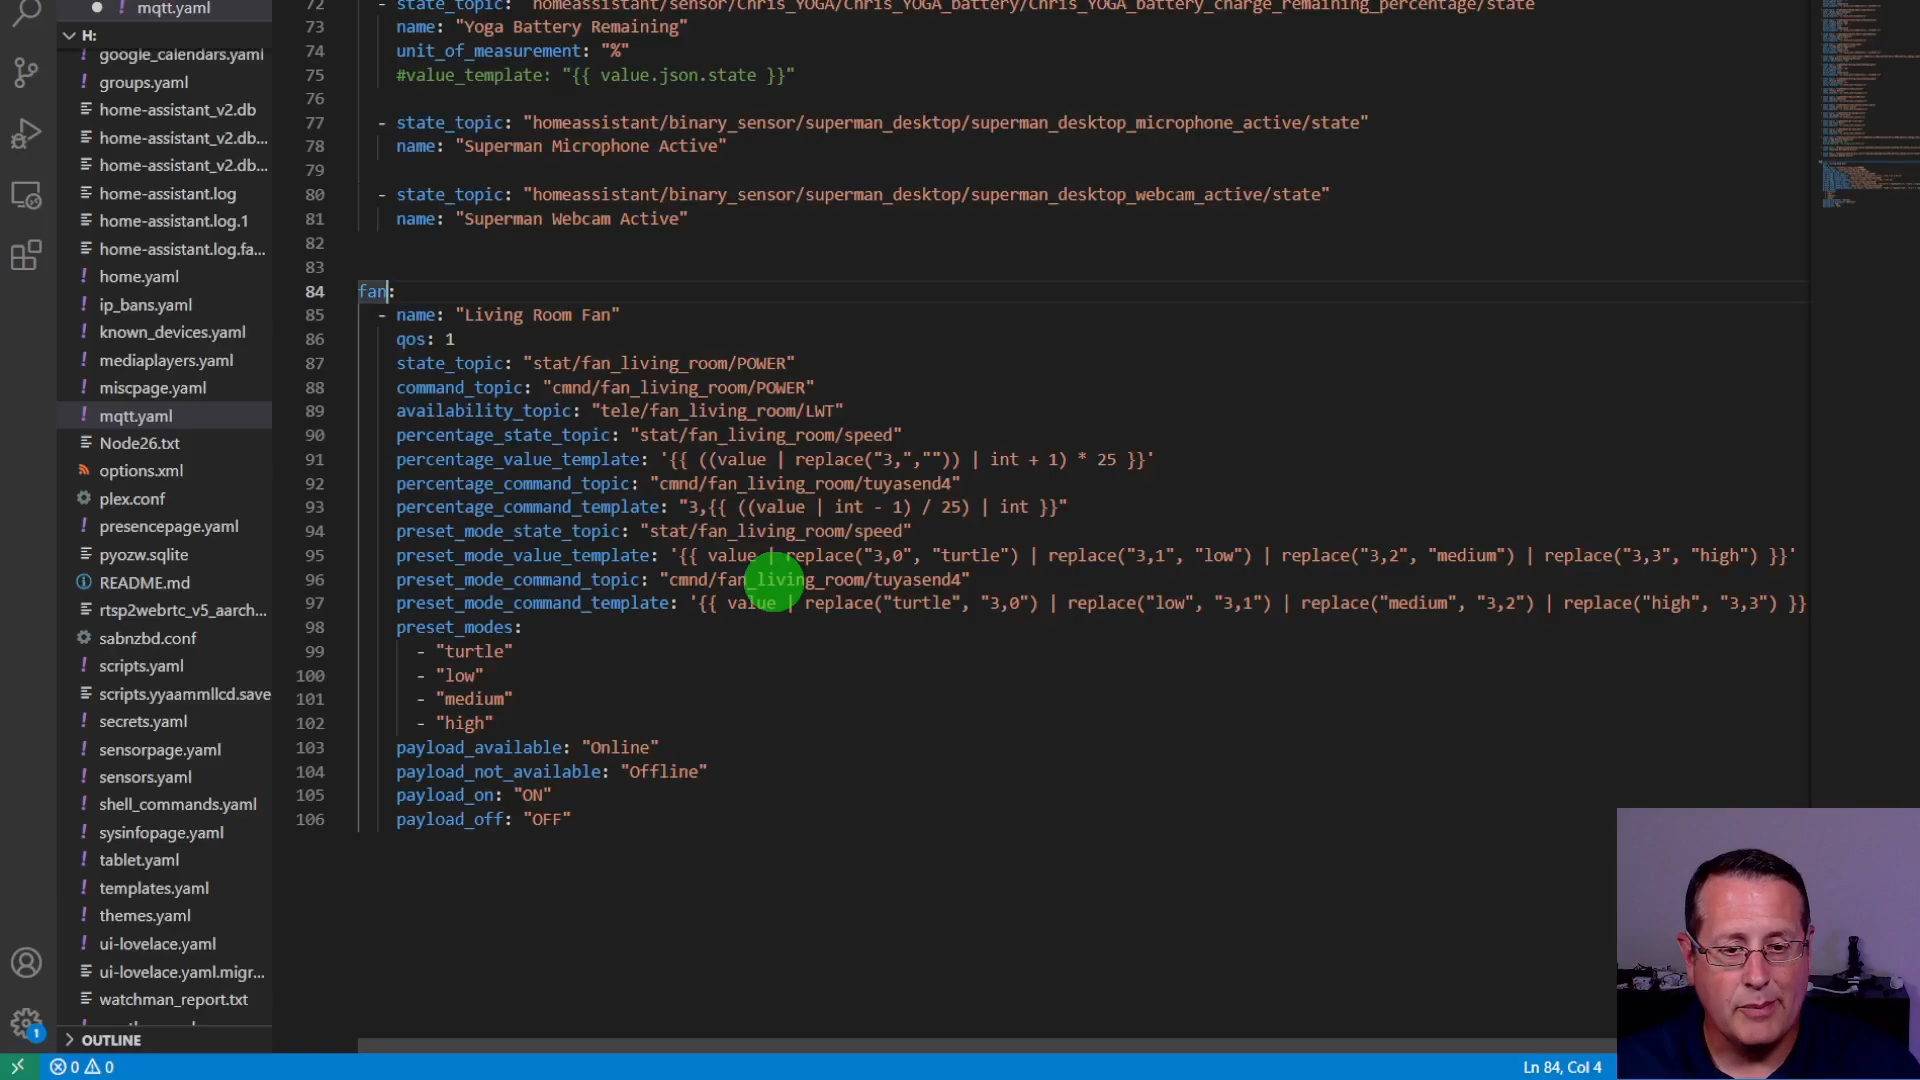 mqtt.yaml
H:
google_calendars.yaml
groups.yaml
home-assistant_v2.db
home-assistant_v2.db...
home-assistant_v2.db...
home-assistant.log
home-assistant.log.1
home-assistant.log.fa...
home.yaml
ip_bans.yaml
known_devices.yaml
mediaplayers.yaml
miscpage.yaml
mqtt.yaml
Node26.txt
options.xml
plex.conf
presencepage.yaml
pyozw.sqlite
README.md
rtsp2webrtc_v5_aarch...
sabnzbd.conf
scripts.yaml
scripts.yyaammllcd.save
secrets.yaml
sensorpage.yaml
sensors.yaml
shell_commands.yaml
sysinfopage.yaml
tablet.yaml
templates.yaml
themes.yaml
ui-lovelace.yaml
ui-lovelace.yaml.migr...
watchman_report.txt
OUTLINE
72 - state_topic: "homeassistant/sensor/Chris_YOGA/Chris_YOGA_battery/Chris_YOGA_battery_charge_remaining_percentage/state"
73 name: "Yoga Battery Remaining"
74 unit_of_measurement: "%"
75 #value_template: "{{ value.json.state }}"
76
77 - state_topic: "homeassistant/binary_sensor/superman_desktop/superman_desktop_microphone_active/state"
78 name: "Superman Microphone Active"
79
80 - state_topic: "homeassistant/binary_sensor/superman_desktop/superman_desktop_webcam_active/state"
81 name: "Superman Webcam Active"
82
83
84 fan:
85 - name: "Living Room Fan"
86 qos: 1
87 state_topic: "stat/fan_living_room/POWER"
88 command_topic: "cmnd/fan_living_room/POWER"
89 availability_topic: "tele/fan_living_room/LWT"
90 percentage_state_topic: "stat/fan_living_room/speed"
91 percentage_value_template: '{{ ((value | replace("3,","")) | int + 1) * 25 }}'
92 percentage_command_topic: "cmnd/fan_living_room/tuyasend4"
93 percentage_command_template: "3,{{ ((value | int - 1) / 25) | int }}"
94 preset_mode_state_topic: "stat/fan_living_room/speed"
95 preset_mode_value_template: '{{ value | replace("3,0", "turtle") | replace("3,1", "low") | replace("3,2", "medium") | replace("3,3", "high") }}'
96 preset_mode_command_topic: "cmnd/fan_living_room/tuyasend4"
97 preset_mode_command_template: '{{ value | replace("turtle", "3,0") | replace("low", "3,1") | replace("medium", "3,2") | replace("high", "3,3") }}
98 preset_modes:
99 - "turtle"
100 - "low"
101 - "medium"
102 - "high"
103 payload_available: "Online"
104 payload_not_available: "Offline"
105 payload_on: "ON"
106 payload_off: "OFF"
1
0 0
Ln 84, Col 4